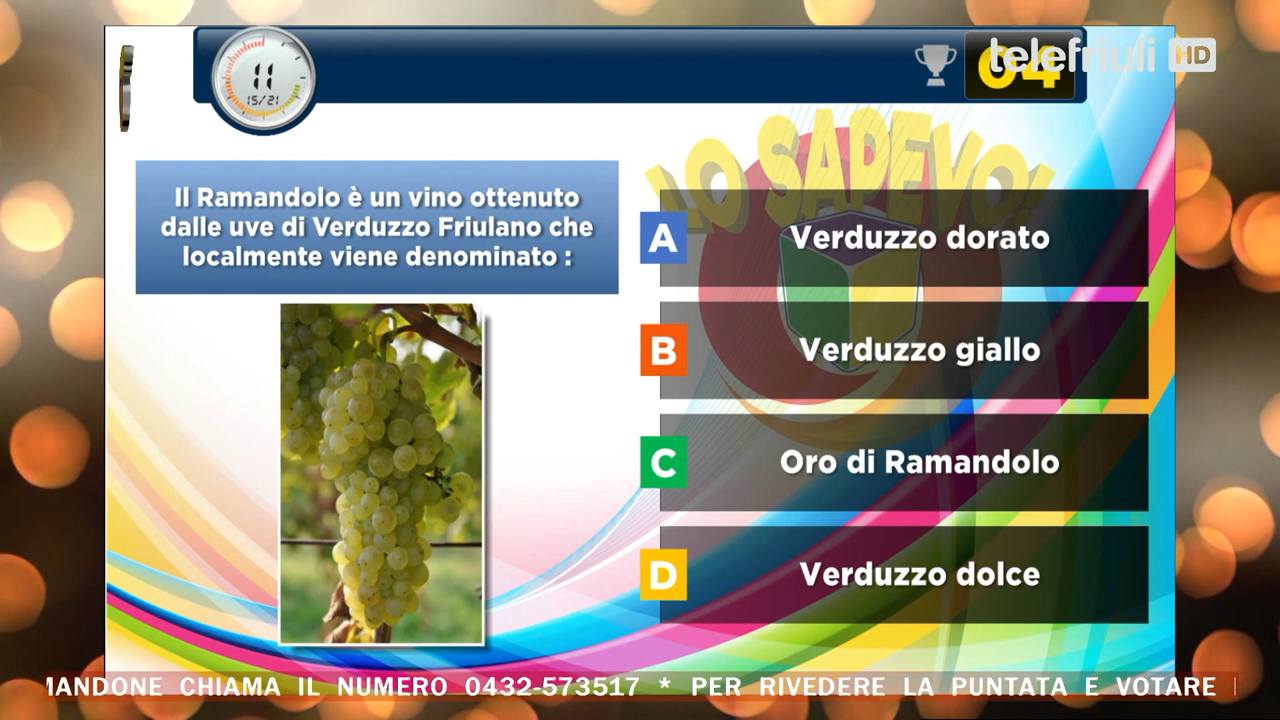 11
15/21
04
telefriuli HD
LO SAPEVO!
Il Ramandolo è un vino ottenuto
dalle uve di Verduzzo Friulano che
localmente viene denominato :
A Verduzzo dorato
B Verduzzo giallo
C Oro di Ramandolo
D Verduzzo dolce
MANDONE CHIAMA IL NUMERO 0432-573517 * PER RIVEDERE LA PUNTATA E VOTARE